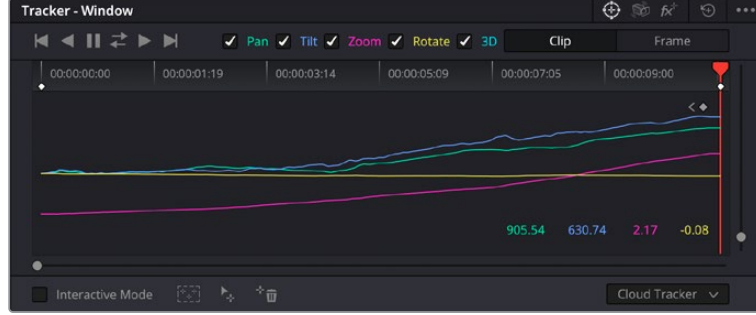 Tracker - Window
fx
Pan Tilt Zoom Rotate 3D Clip Frame
00:00:00:00 00:00:01:19 00:00:03:14 00:00:05:09 00:00:07:05 00:00:09:00
905.54 630.74 2.17 -0.08
Interactive Mode Cloud Tracker